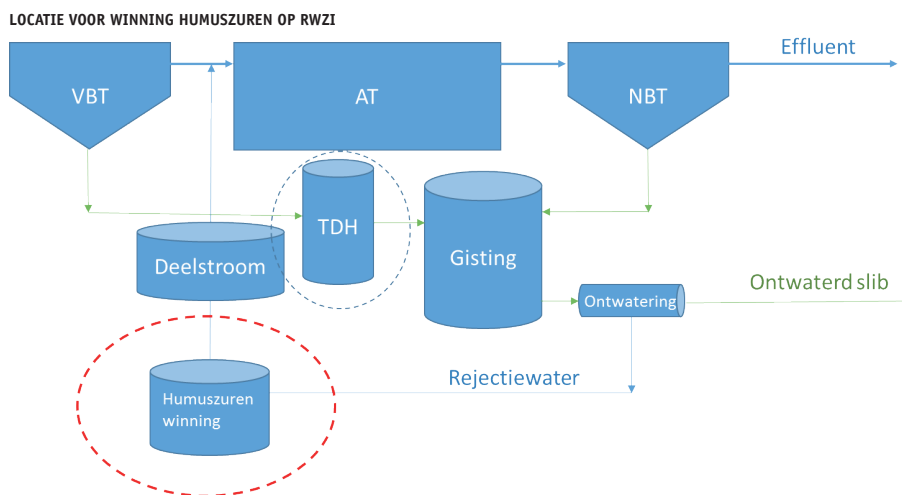 LOCATIE VOOR WINNING HUMUSZUREN OP RWZI
Effluent
VBT
AT
NBT
TDH
Deelstroom
Gisting
Ontwaterd slib
Ontwatering
Rejectiewater
Humuszuren
winning